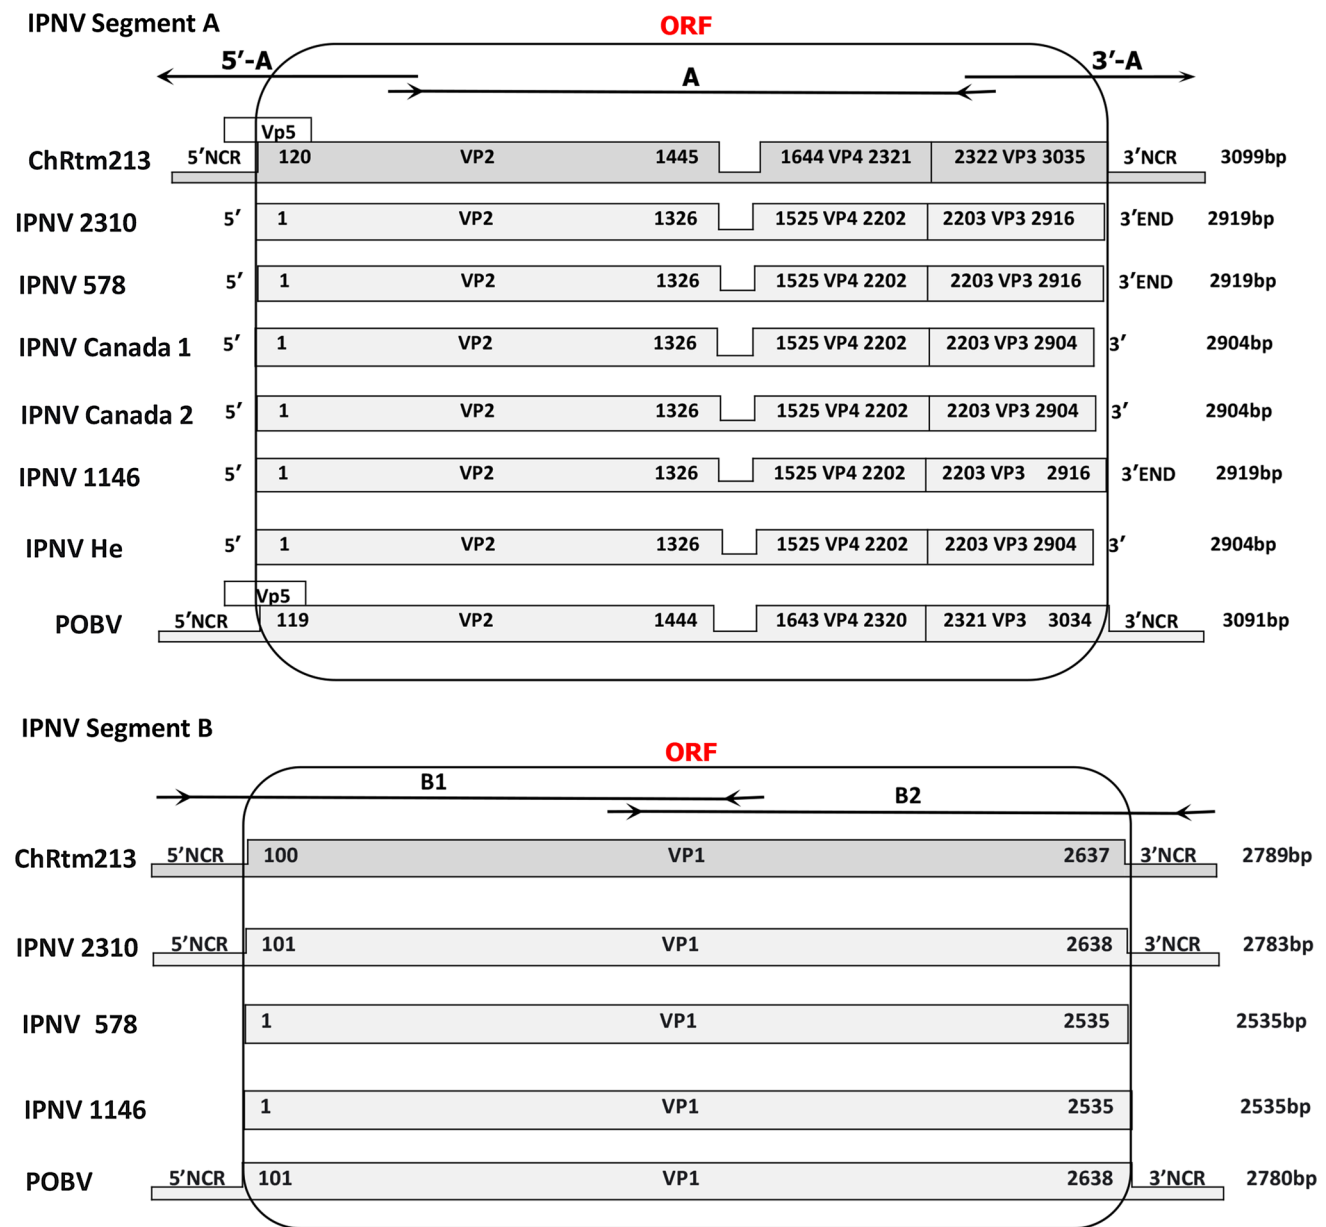 IPNV Segment A
ORF
5′-A 3′-A
A
Vp5
ChRtm213 5′NCR 120 VP2 1445 1644 VP4 2321 2322 VP3 3035 3′NCR 3099bp
IPNV 2310 5′ 1 VP2 1326 1525 VP4 2202 2203 VP3 2916 3′END 2919bp
IPNV 578 5′ 1 VP2 1326 1525 VP4 2202 2203 VP3 2916 3′END 2919bp
IPNV Canada 1 5′ 1 VP2 1326 1525 VP4 2202 2203 VP3 2904 3′ 2904bp
IPNV Canada 2 5′ 1 VP2 1326 1525 VP4 2202 2203 VP3 2904 3′ 2904bp
IPNV 1146 5′ 1 VP2 1326 1525 VP4 2202 2203 VP3 2916 3′END 2919bp
IPNV He 5′ 1 VP2 1326 1525 VP4 2202 2203 VP3 2904 3′ 2904bp
Vp5
POBV 5′NCR 119 VP2 1444 1643 VP4 2320 2321 VP3 3034 3′NCR 3091bp
IPNV Segment B
ORF
B1 B2
ChRtm213 5′NCR 100 VP1 2637 3′NCR 2789bp
IPNV 2310 5′NCR 101 VP1 2638 3′NCR 2783bp
IPNV 578 1 VP1 2535 2535bp
IPNV 1146 1 VP1 2535 2535bp
POBV 5′NCR 101 VP1 2638 3′NCR 2780bp